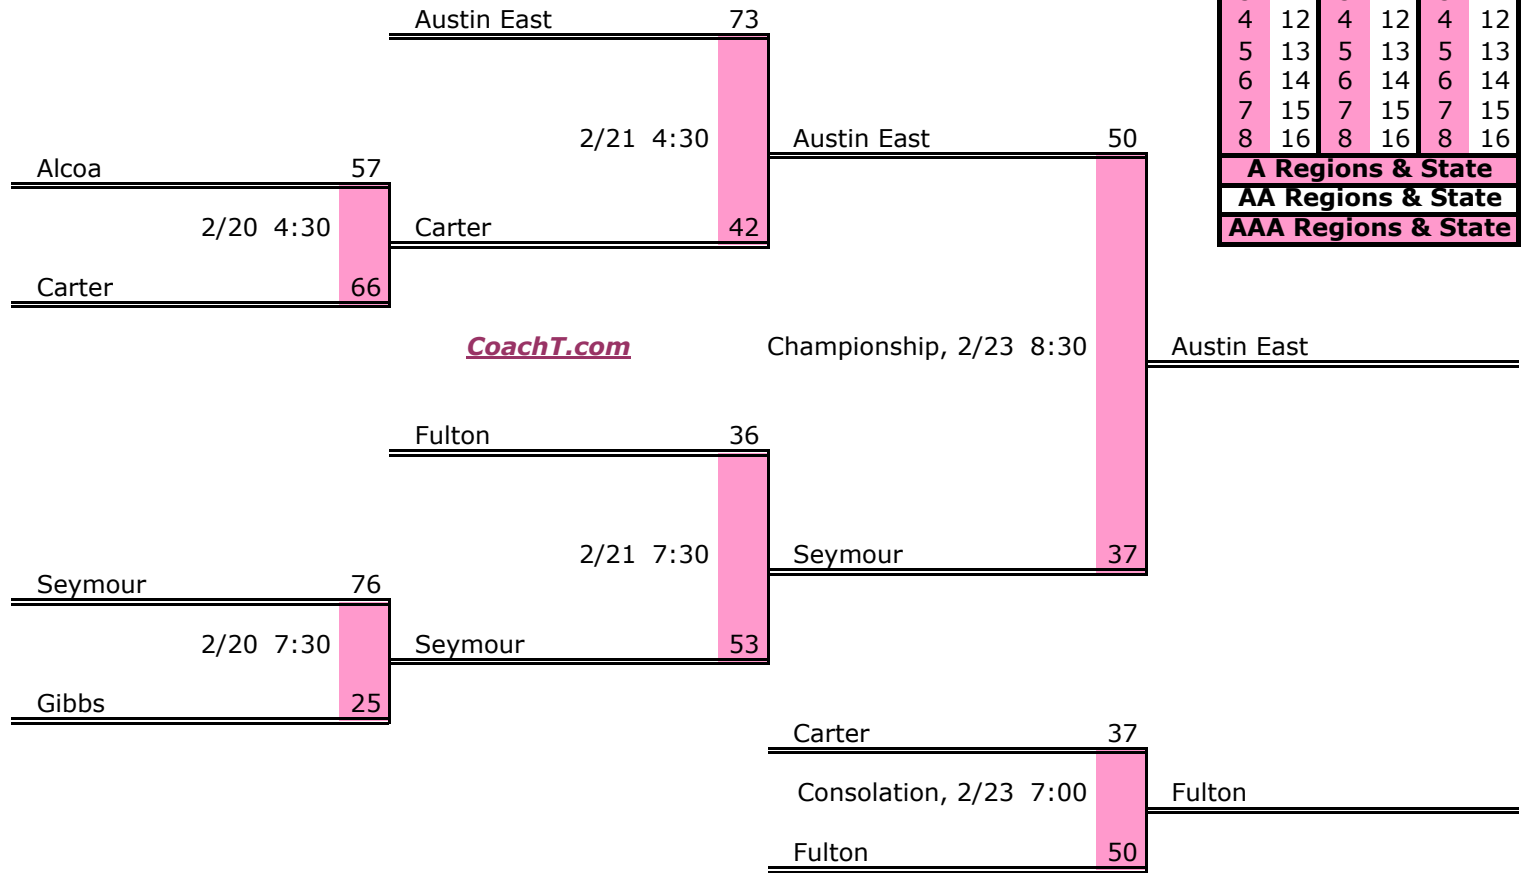 Austin East 73
4 12 4 12 4 12
5 13 5 13 5 13
6 14 6 14 6 14
7 15 7 15 7 15
2/21 4:30 Austin East 50
8 16 8 16 8 16
Alcoa 57
A Regions & State
AA Regions & State
2/20 4:30 Carter 42
AAA Regions & State
Carter 66
CoachT.com
Championship, 2/23 8:30
Austin East
Fulton 36
2/21 7:30 Seymour 37
Seymour 76
2/20 7:30 Seymour 53
Gibbs 25
Carter 37
Consolation, 2/23 7:00 Fulton
Fulton 50